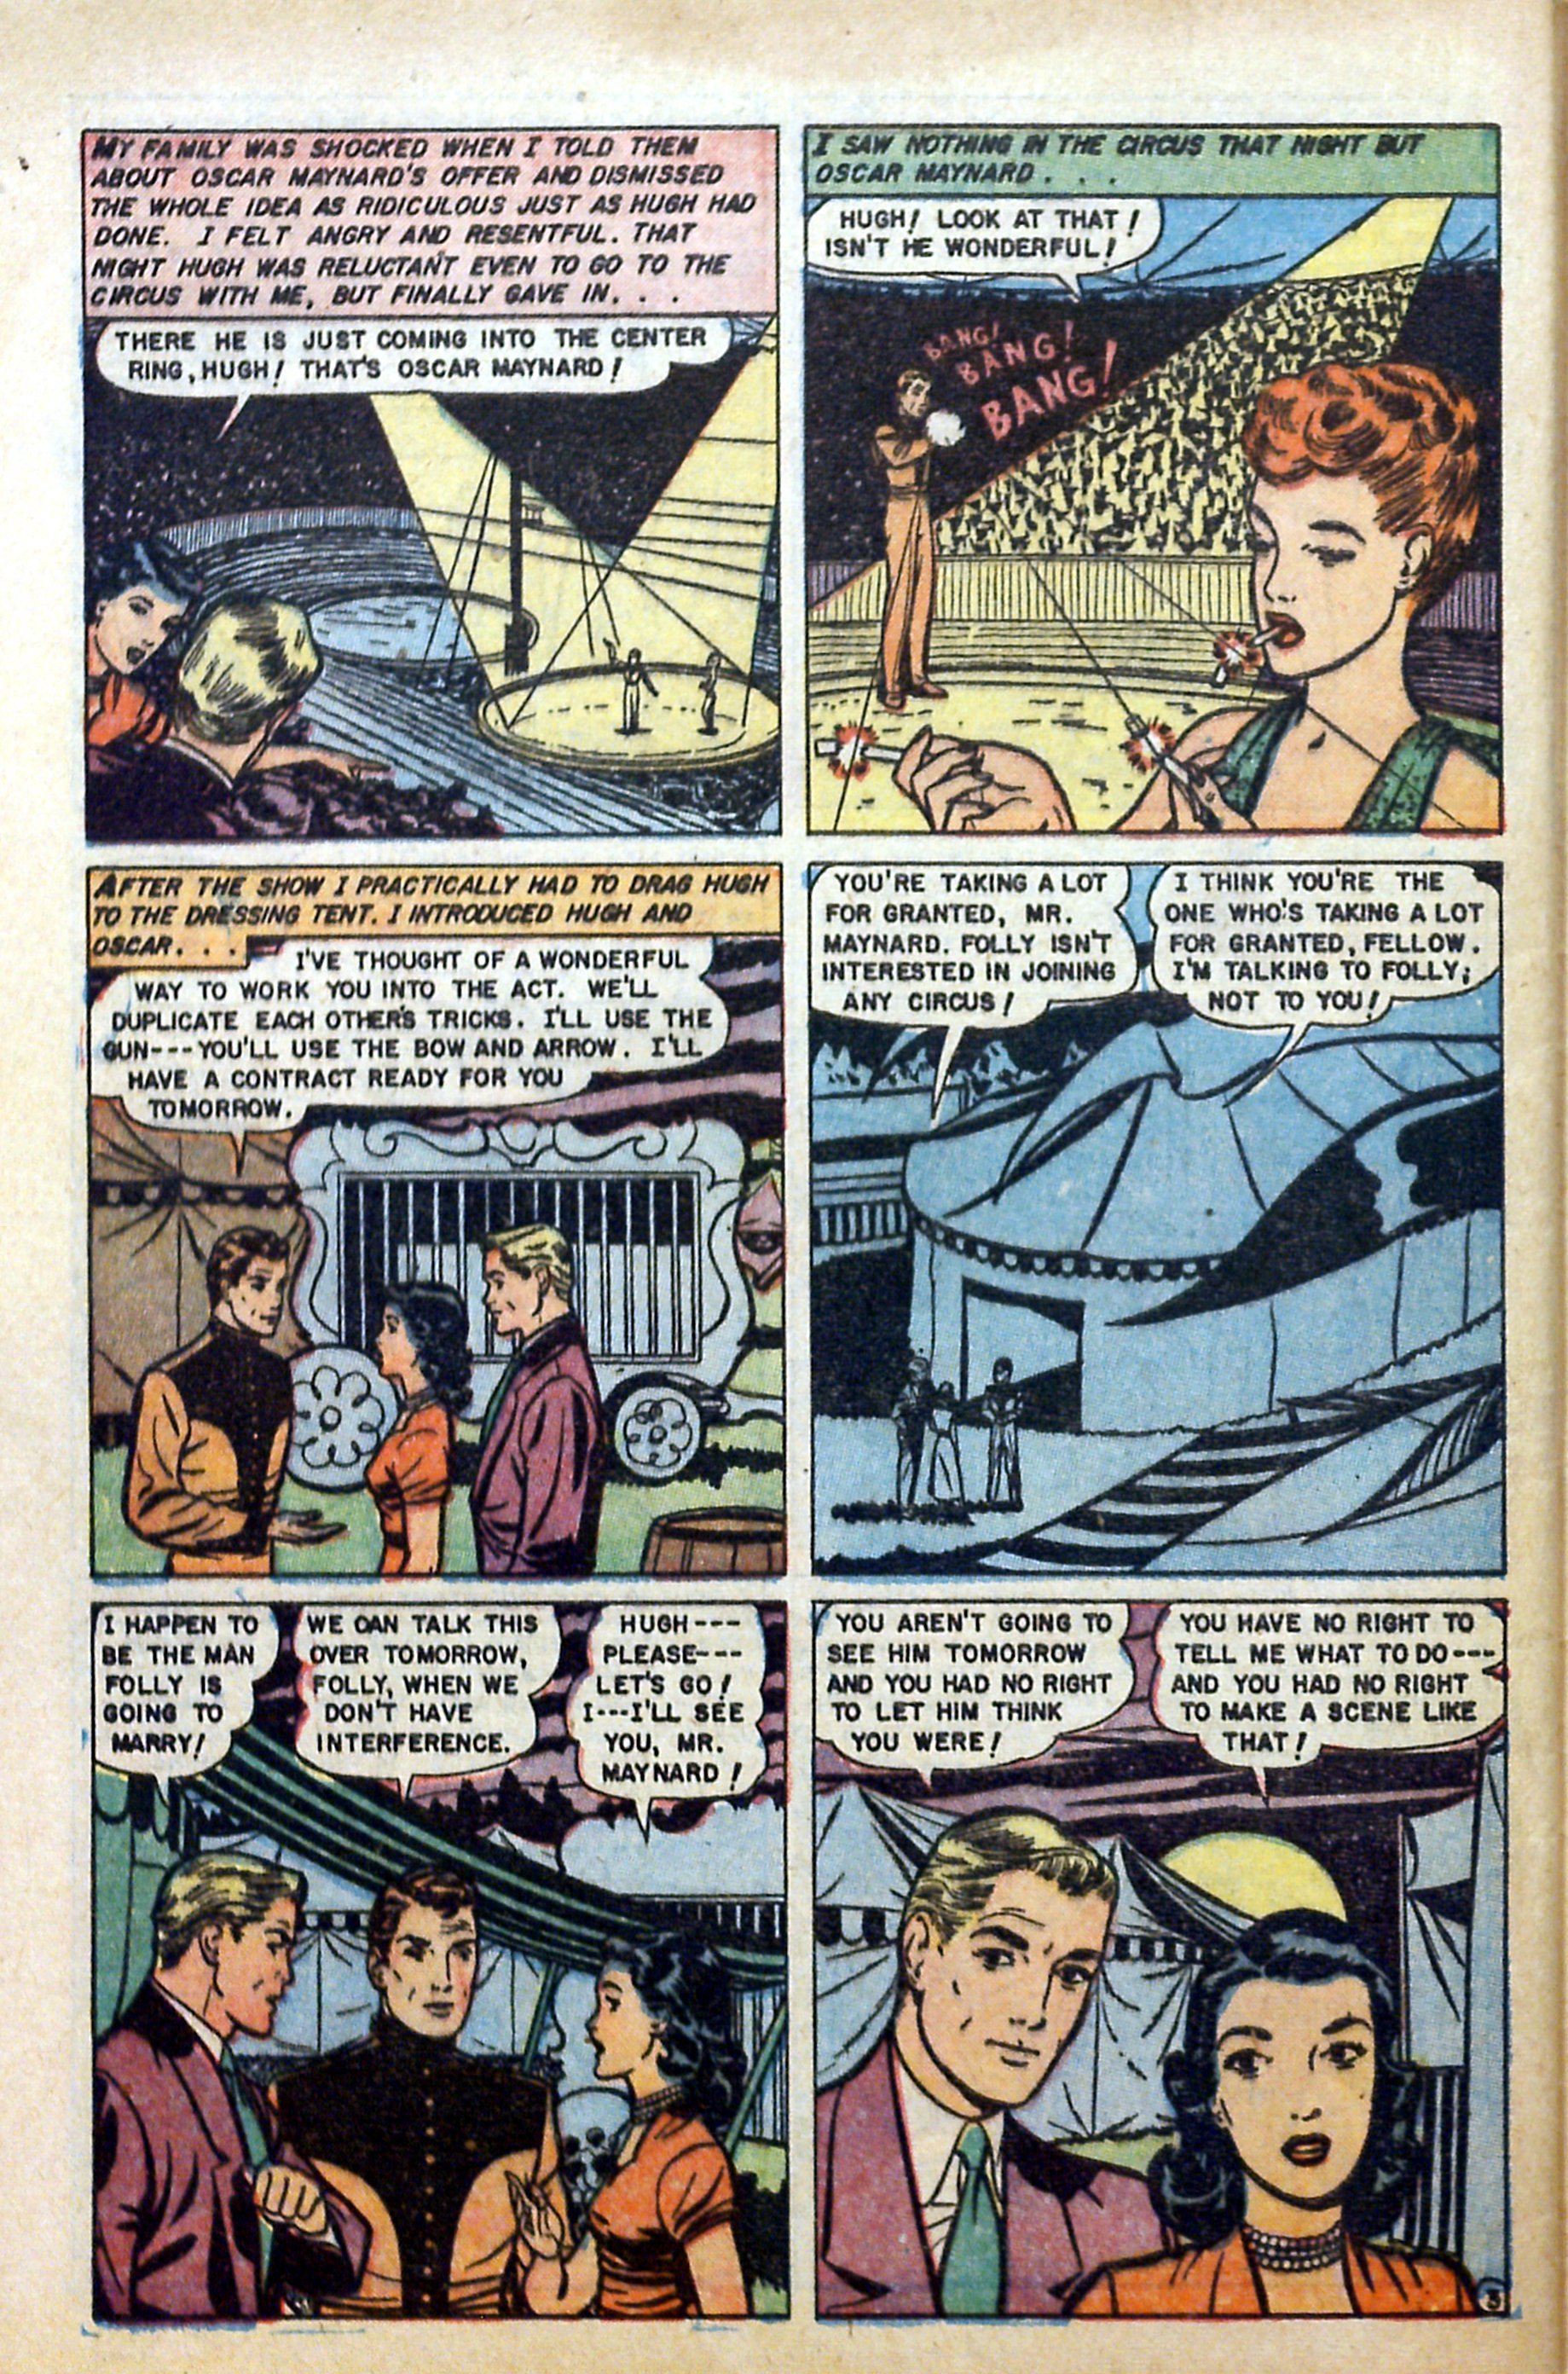 MY FAMILY WAS SHOCKED WHEN I TOLD THEM
ABOUT OSCAR MAYNARD'S OFFER AND DISMISSED
THE WHOLE IDEA AS RIDICULOUS JUST AS HUGH HAD
DONE. I FELT ANGRY AND RESENTFUL. THAT
NIGHT HUGH WAS RELUCTANT EVEN TO GO TO THE
CIRCUS WITH ME, BUT FINALLY GAVE IN. . .
THERE HE IS JUST COMING INTO THE CENTER
RING, HUGH! THAT'S OSCAR MAYNARD!
I SAW NOTHING IN THE CIRCUS THAT NIGHT BUT
OSCAR MAYNARD . . .
HUGH! LOOK AT THAT!
ISN'T HE WONDERFUL!
BANG!
BANG!
BANG!
AFTER THE SHOW I PRACTICALLY HAD TO DRAG HUGH
TO THE DRESSING TENT. I INTRODUCED HUGH AND
OSCAR. . .
I'VE THOUGHT OF A WONDERFUL
WAY TO WORK YOU INTO THE ACT. WE'LL
DUPLICATE EACH OTHER'S TRICKS. I'LL USE THE
GUN---YOU'LL USE THE BOW AND ARROW. I'LL
HAVE A CONTRACT READY FOR YOU
TOMORROW.
YOU'RE TAKING A LOT
FOR GRANTED, MR.
MAYNARD. FOLLY ISN'T
INTERESTED IN JOINING
ANY CIRCUS!
I THINK YOU'RE THE
ONE WHO'S TAKING A LOT
FOR GRANTED, FELLOW.
I'M TALKING TO FOLLY;
NOT TO YOU!
I HAPPEN TO
BE THE MAN
FOLLY IS
GOING TO
MARRY!
WE CAN TALK THIS
OVER TOMORROW,
FOLLY, WHEN WE
DON'T HAVE
INTERFERENCE.
HUGH---
PLEASE---
LET'S GO!
I---I'LL SEE
YOU, MR.
MAYNARD!
YOU AREN'T GOING TO
SEE HIM TOMORROW
AND YOU HAD NO RIGHT
TO LET HIM THINK
YOU WERE!
YOU HAVE NO RIGHT TO
TELL ME WHAT TO DO---
AND YOU HAD NO RIGHT
TO MAKE A SCENE LIKE
THAT!
3